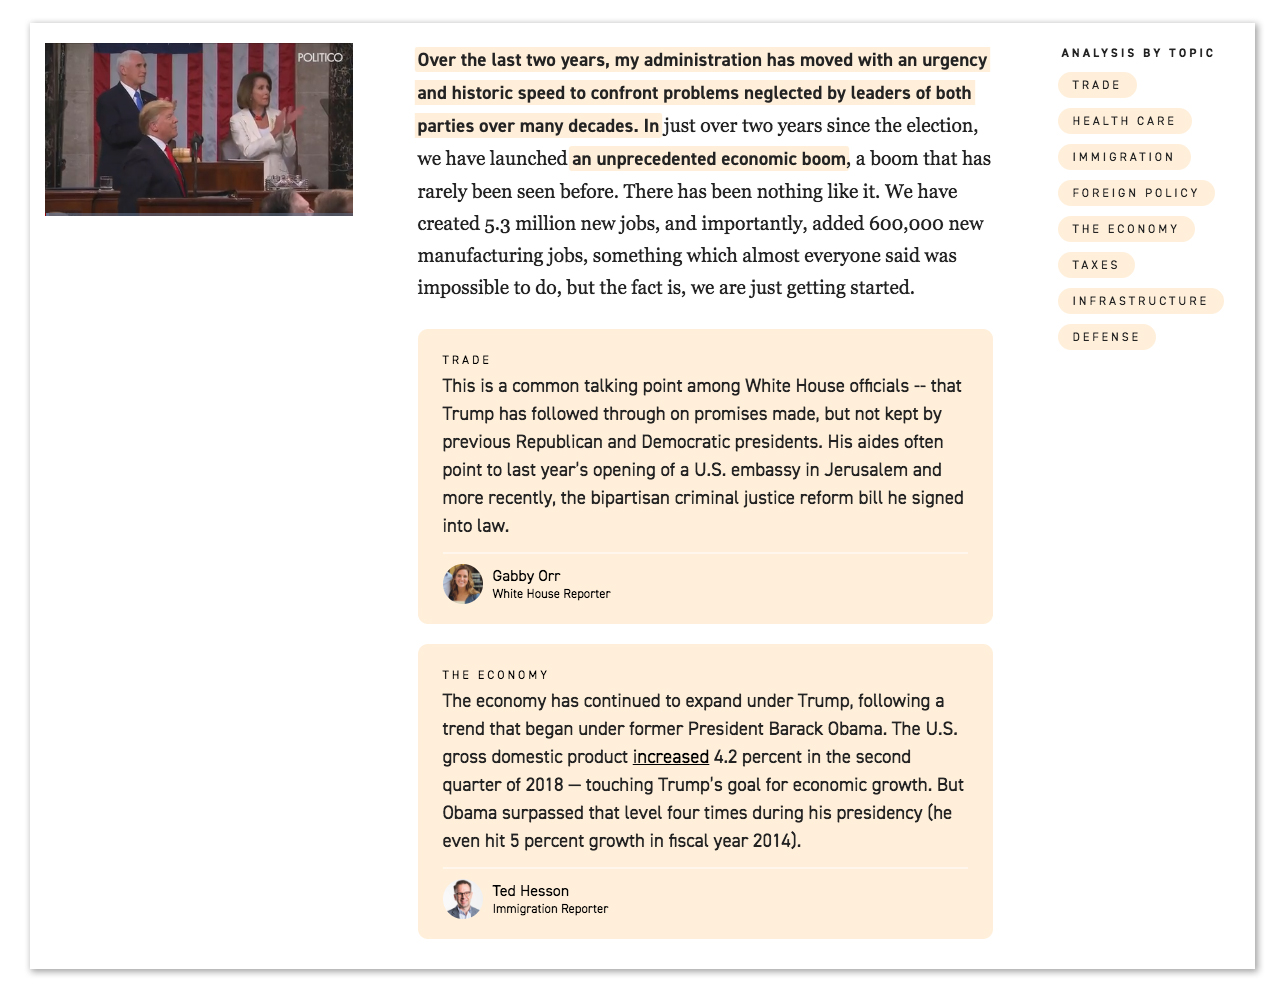 POLITICO
Over the last two years, my administration has moved with an urgency
and historic speed to confront problems neglected by leaders of both
parties over many decades. In just over two years since the election,
we have launched an unprecedented economic boom, a boom that has
rarely been seen before. There has been nothing like it. We have
created 5.3 million new jobs, and importantly, added 600,000 new
manufacturing jobs, something which almost everyone said was
impossible to do, but the fact is, we are just getting started.
TRADE
This is a common talking point among White House officials -- that
Trump has followed through on promises made, but not kept by
previous Republican and Democratic presidents. His aides often
point to last year's opening of a U.S. embassy in Jerusalem and
more recently, the bipartisan criminal justice reform bill he signed
into law.
Gabby Orr
White House Reporter
THE ECONOMY
The economy has continued to expand under Trump, following a
trend that began under former President Barack Obama. The U.S.
gross domestic product increased 4.2 percent in the second
quarter of 2018 — touching Trump's goal for economic growth. But
Obama surpassed that level four times during his presidency (he
even hit 5 percent growth in fiscal year 2014).
Ted Hesson
Immigration Reporter
ANALYSIS BY TOPIC
TRADE
HEALTH CARE
IMMIGRATION
FOREIGN POLICY
THE ECONOMY
TAXES
INFRASTRUCTURE
DEFENSE